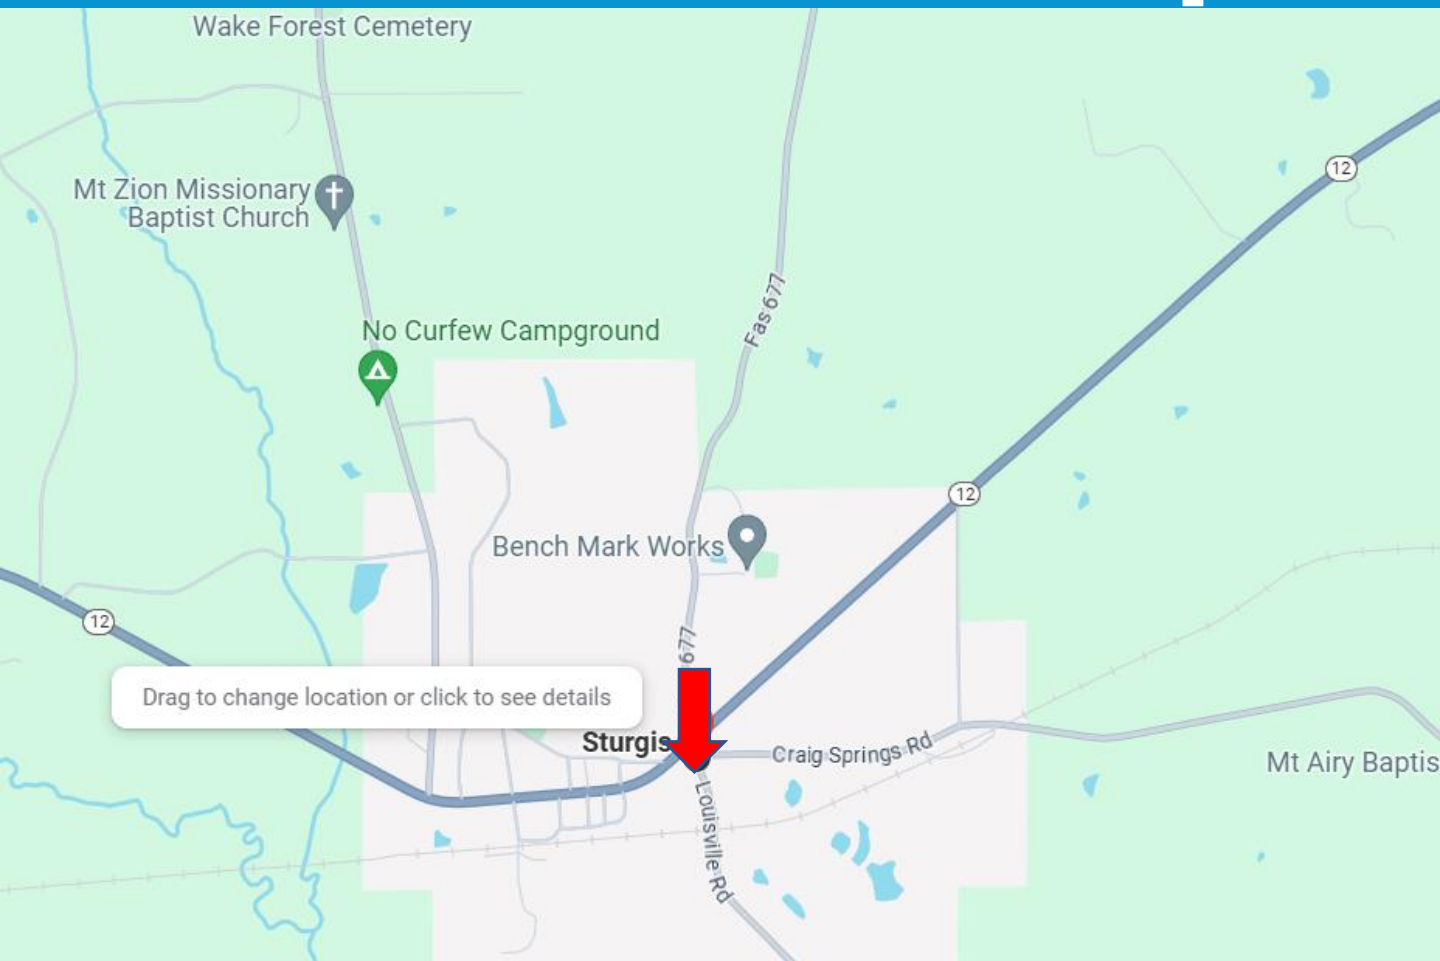 Wake Forest Cemetery
12
Mt Zion Missionary
Baptist Church
Fas 677
No Curfew Campground
12
Bench Mark Works
12
677
Drag to change location or click to see details
Sturgis
Craig Springs Rd
Mt Airy Baptis
Louisville Rd